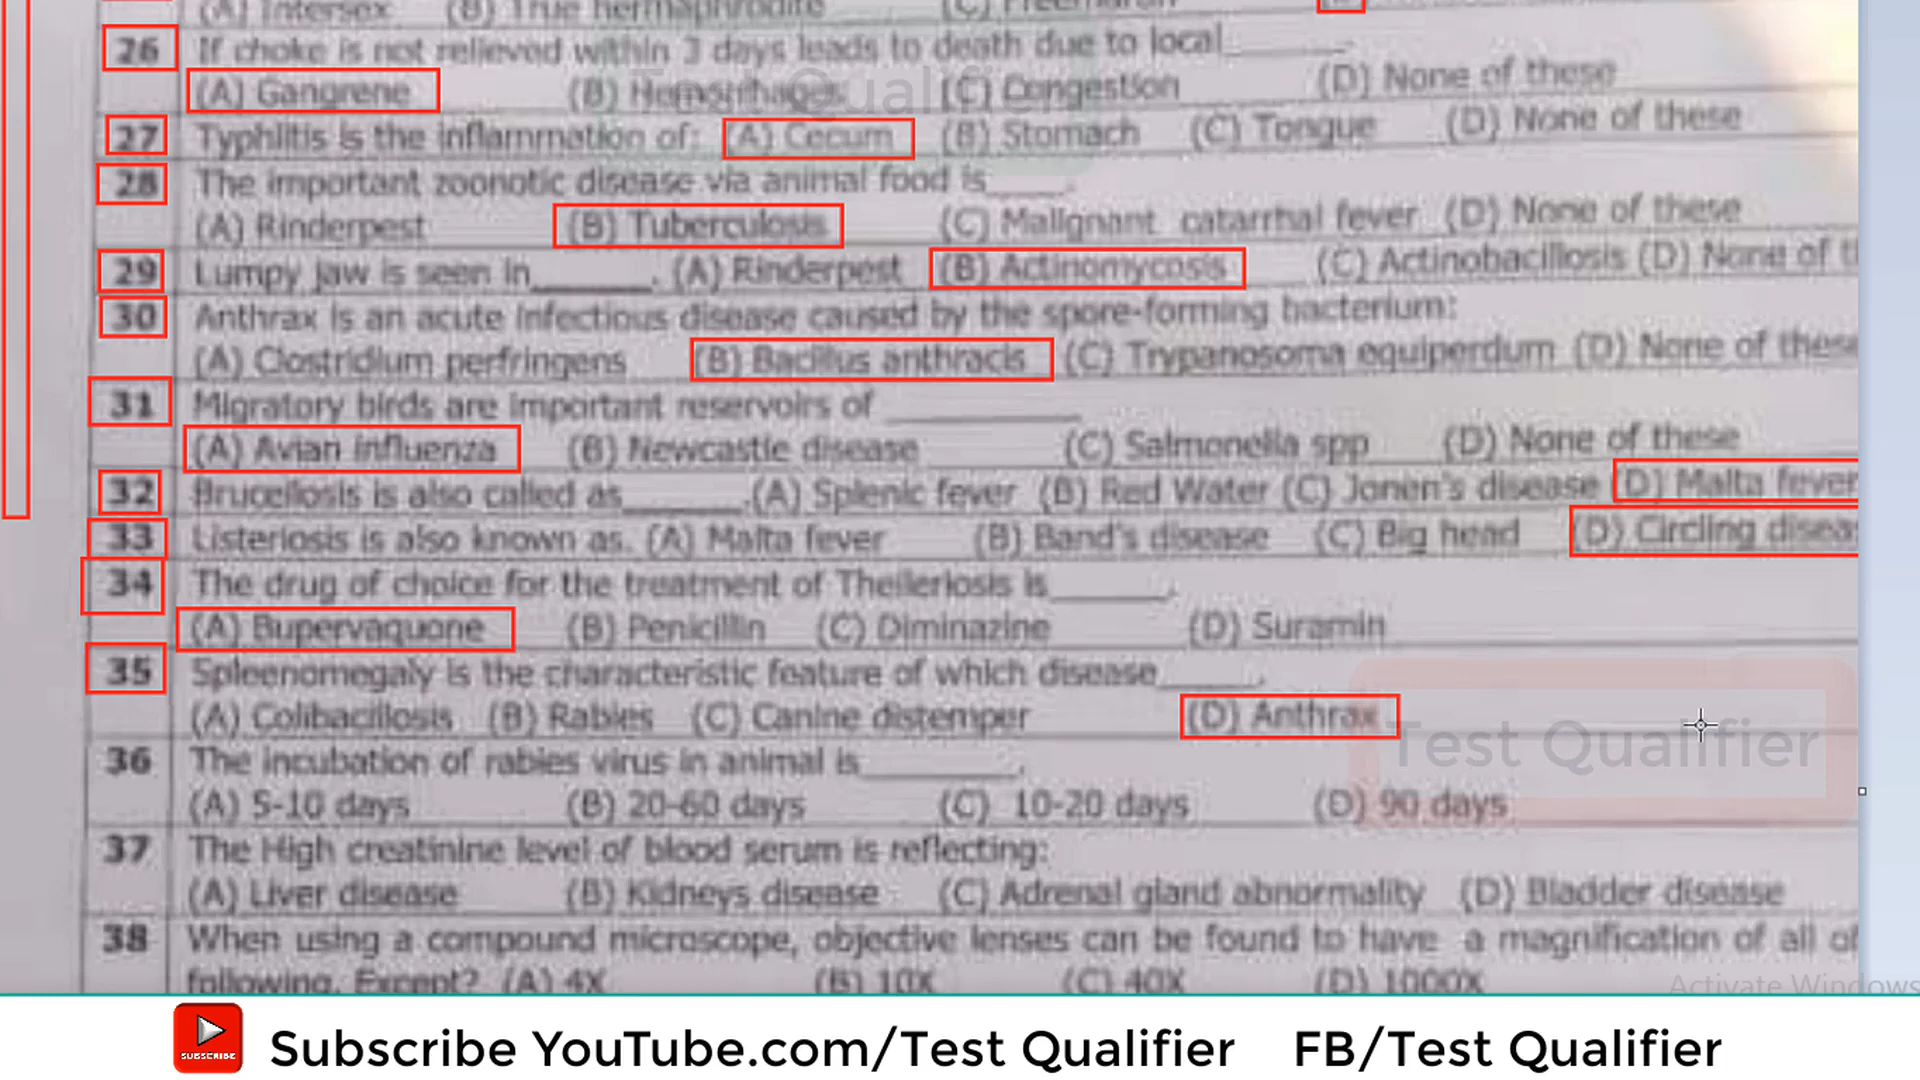 (A) Intersex (B) True hermaphrodite (C) Freemartin
26 If choke is not relieved within 3 days leads to death due to local______.
(A) Gangrene (B) Hemorrhages (C) Congestion (D) None of these
27 Typhlitis is the inflammation of: (A) Cecum (B) Stomach (C) Tongue (D) None of these
28 The important zoonotic disease via animal food is____.
(A) Rinderpest (B) Tuberculosis (C) Malignant catarrhal fever (D) None of these
29 Lumpy jaw is seen in______. (A) Rinderpest (B) Actinomycosis (C) Actinobacillosis (D) None of t
30 Anthrax is an acute infectious disease caused by the spore-forming bacterium:
(A) Clostridium perfringens (B) Bacillus anthracis (C) Trypanosoma equiperdum (D) None of these
31 Migratory birds are important reservoirs of __________
(A) Avian influenza (B) Newcastle disease (C) Salmonella spp (D) None of these
32 Brucellosis is also called as______.(A) Splenic fever (B) Red Water (C) Jonen's disease (D) Malta fever
33 Listeriosis is also known as. (A) Malta fever (B) Band's disease (C) Big head (D) Circling diseas
34 The drug of choice for the treatment of Theileriosis is______.
(A) Bupervaquone (B) Penicillin (C) Diminazine (D) Suramin
35 Spleenomegaly is the characteristic feature of which disease_____.
(A) Colibacillosis (B) Rabies (C) Canine distemper (D) Anthrax
Test Qualifier
36 The incubation of rabies virus in animal is________.
(A) 5-10 days (B) 20-60 days (C) 10-20 days (D) 90 days
37 The High creatinine level of blood serum is reflecting:
(A) Liver disease (B) Kidneys disease (C) Adrenal gland abnormality (D) Bladder disease
38 When using a compound microscope, objective lenses can be found to have a magnification of all of
following. Except? (A) 4X (B) 10X (C) 40X (D) 1000X
Activate Windows
SUBSCRIBE
Subscribe YouTube.com/Test Qualifier FB/Test Qualifier